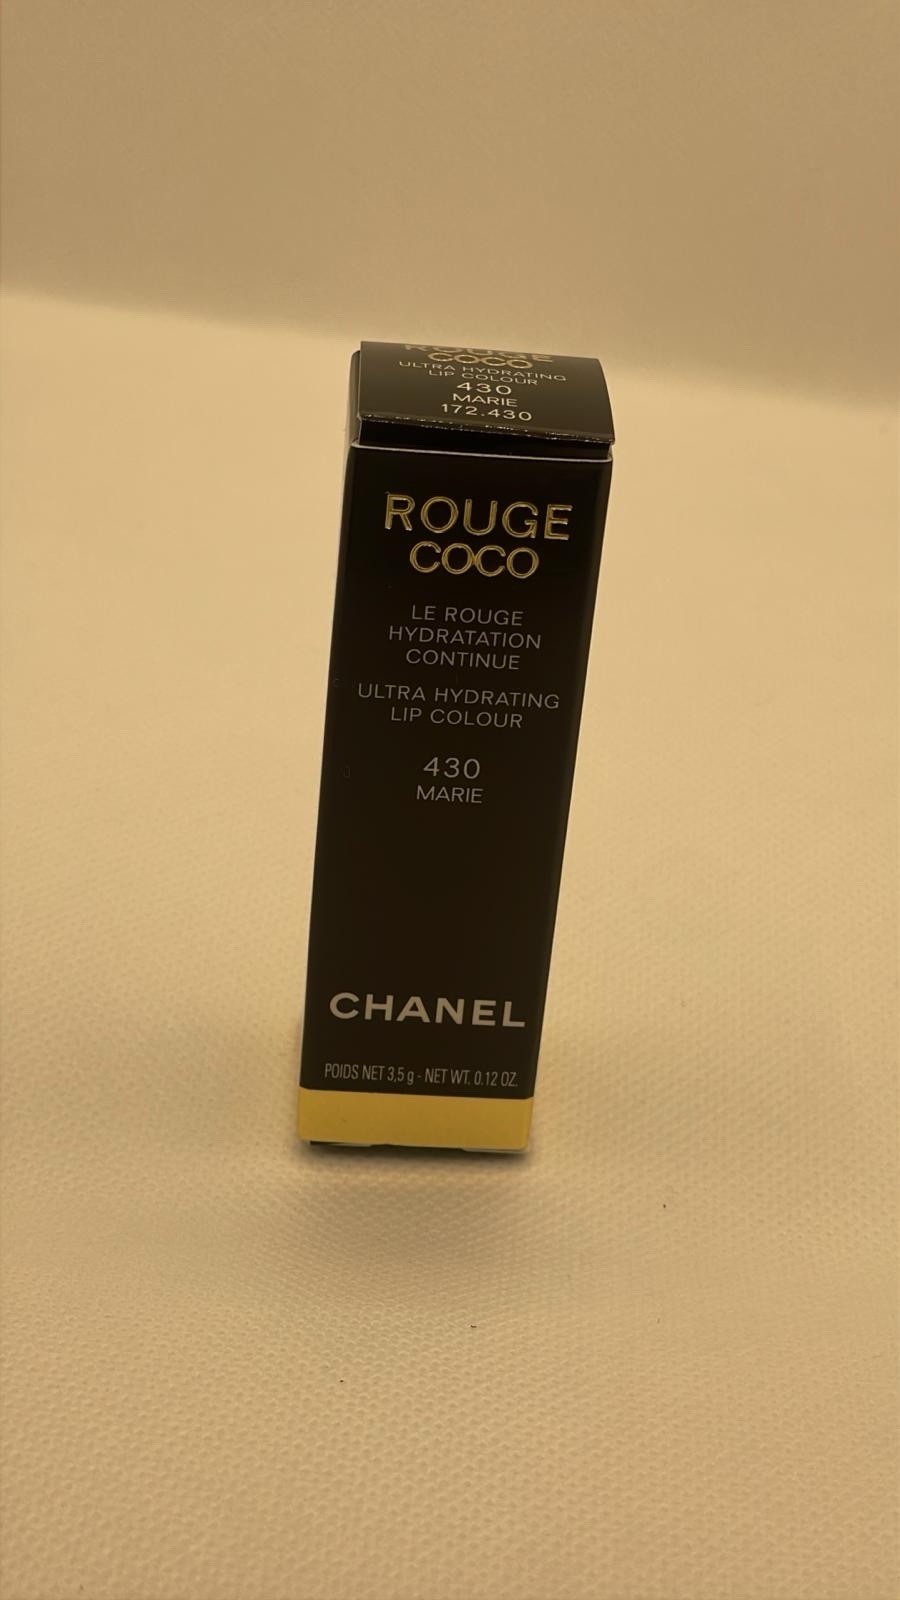 ROUGE
COCO
ULTRA HYDRATING
LIP COLOUR
430
MARIE
172.430
ROUGE
COCO
LE ROUGE
HYDRATATION
CONTINUE
ULTRA HYDRATING
LIP COLOUR
430
MARIE
CHANEL
POIDS NET 3,5 g - NET WT. 0.12 OZ.